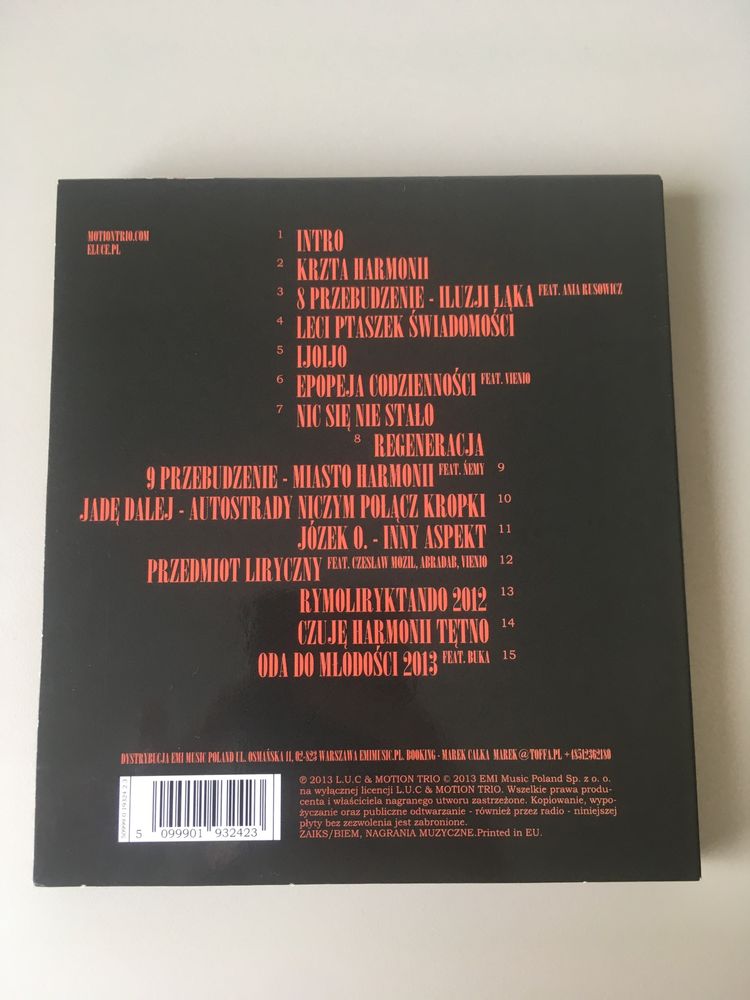 MOTIONTRIO.COM
ELUCE.PL
1 INTRO
2 KRZTA HARMONII
3 8 PRZEBUDZENIE - ILUZJI ŁĄKA FEAT. ANIA RUSOWICZ
4 LECI PTASZEK ŚWIADOMOŚCI
5 IJOIJO
6 EPOPEJA CODZIENNOŚCI FEAT. VIENIO
7 NIC SIĘ NIE STAŁO
8 REGENERACJA
9 PRZEBUDZENIE - MIASTO HARMONII FEAT. ŃEMY 9
JADĘ DALEJ - AUTOSTRADY NICZYM POŁĄCZ KROPKI 10
JÓZEK O. - INNY ASPEKT 11
PRZEDMIOT LIRYCZNY FEAT. CZESŁAW MOZIL, ABRADAB, VIENIO 12
RYMOLIRYKTANDO 2012 13
CZUJĘ HARMONII TĘTNO 14
ODA DO MŁODOŚCI 2013 FEAT. BUKA 15
DYSTRYBUCJA EMI MUSIC POLAND UL. OSMAŃSKA 11, 02-823 WARSZAWA EMIMUSIC.PL. BOOKING - MAREK CAŁKA MAREK@TOFFA.PL +48512362180
50999 0 19324 2 3
5 099901 932423
℗ 2013 L.U.C & MOTION TRIO © 2013 EMI Music Poland Sp. z o. o.
na wyłącznej licencji L.U.C & MOTION TRIO. Wszelkie prawa produ-
centa i właściciela nagranego utworu zastrzeżone. Kopiowanie, wypo-
życzanie oraz publiczne odtwarzanie - również przez radio - niniejszej
płyty bez zezwolenia jest zabronione.
ZAIKS/BIEM, NAGRANIA MUZYCZNE.Printed in EU.